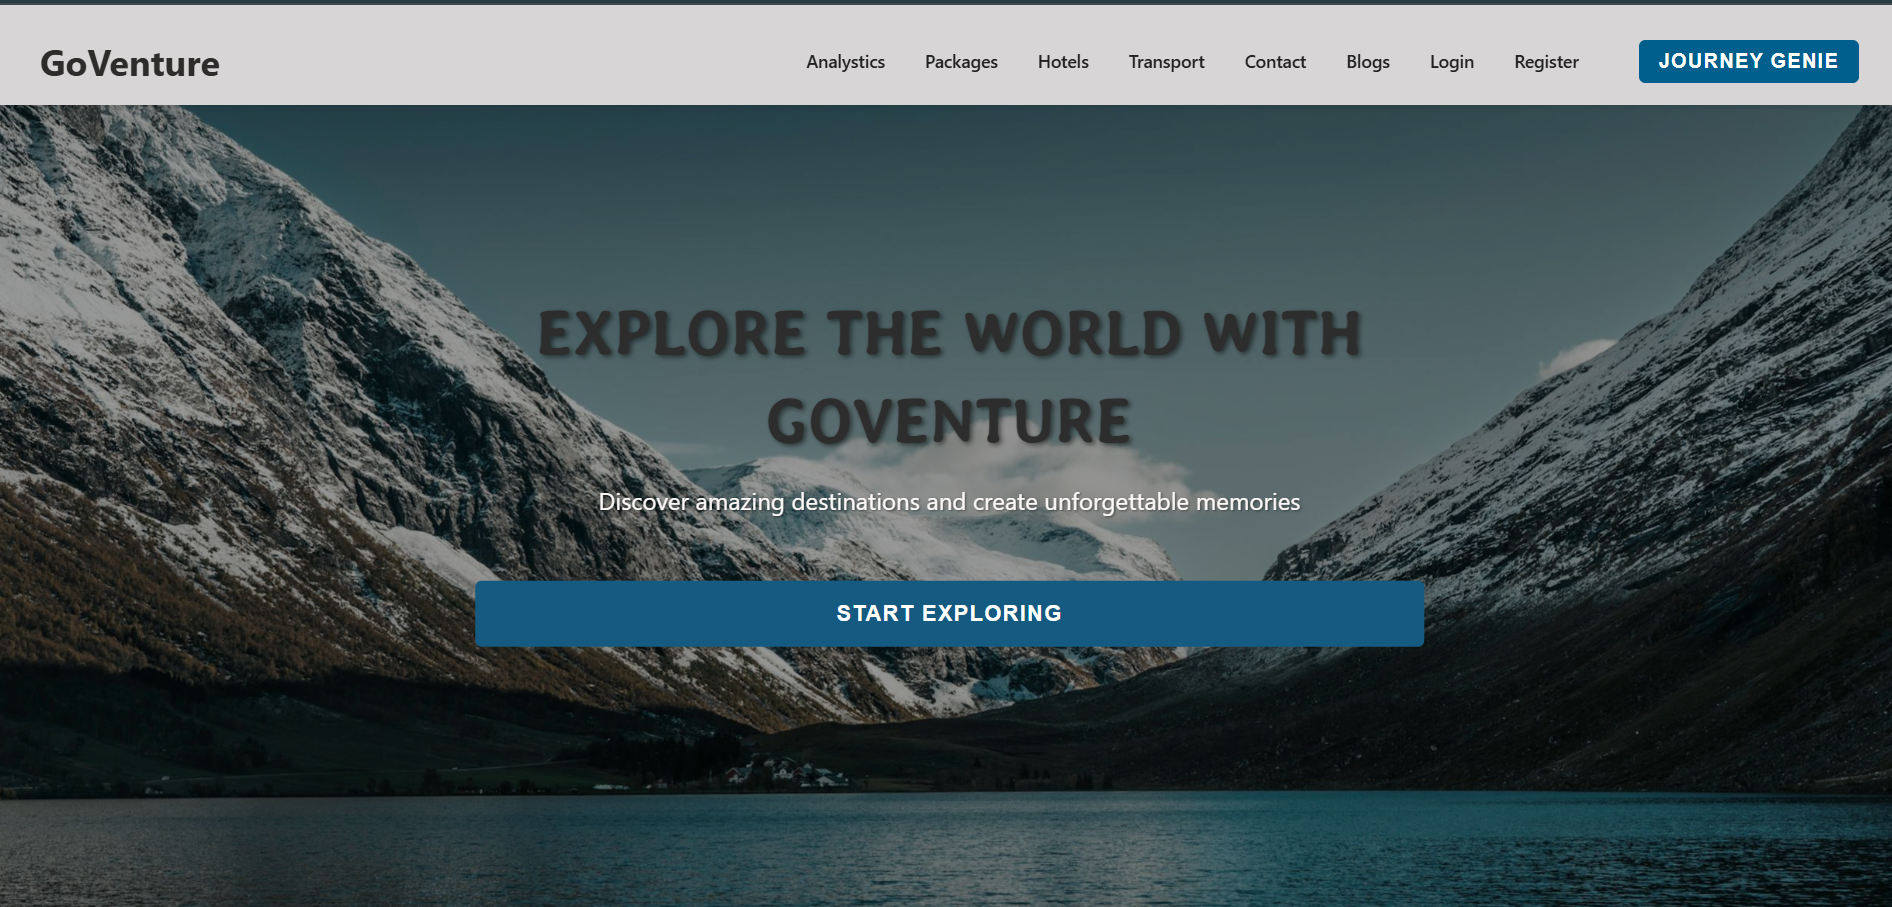 GoVenture
Analystics Packages Hotels Transport Contact Blogs Login Register JOURNEY GENIE
EXPLORE THE WORLD WITH
GOVENTURE
Discover amazing destinations and create unforgettable memories
START EXPLORING